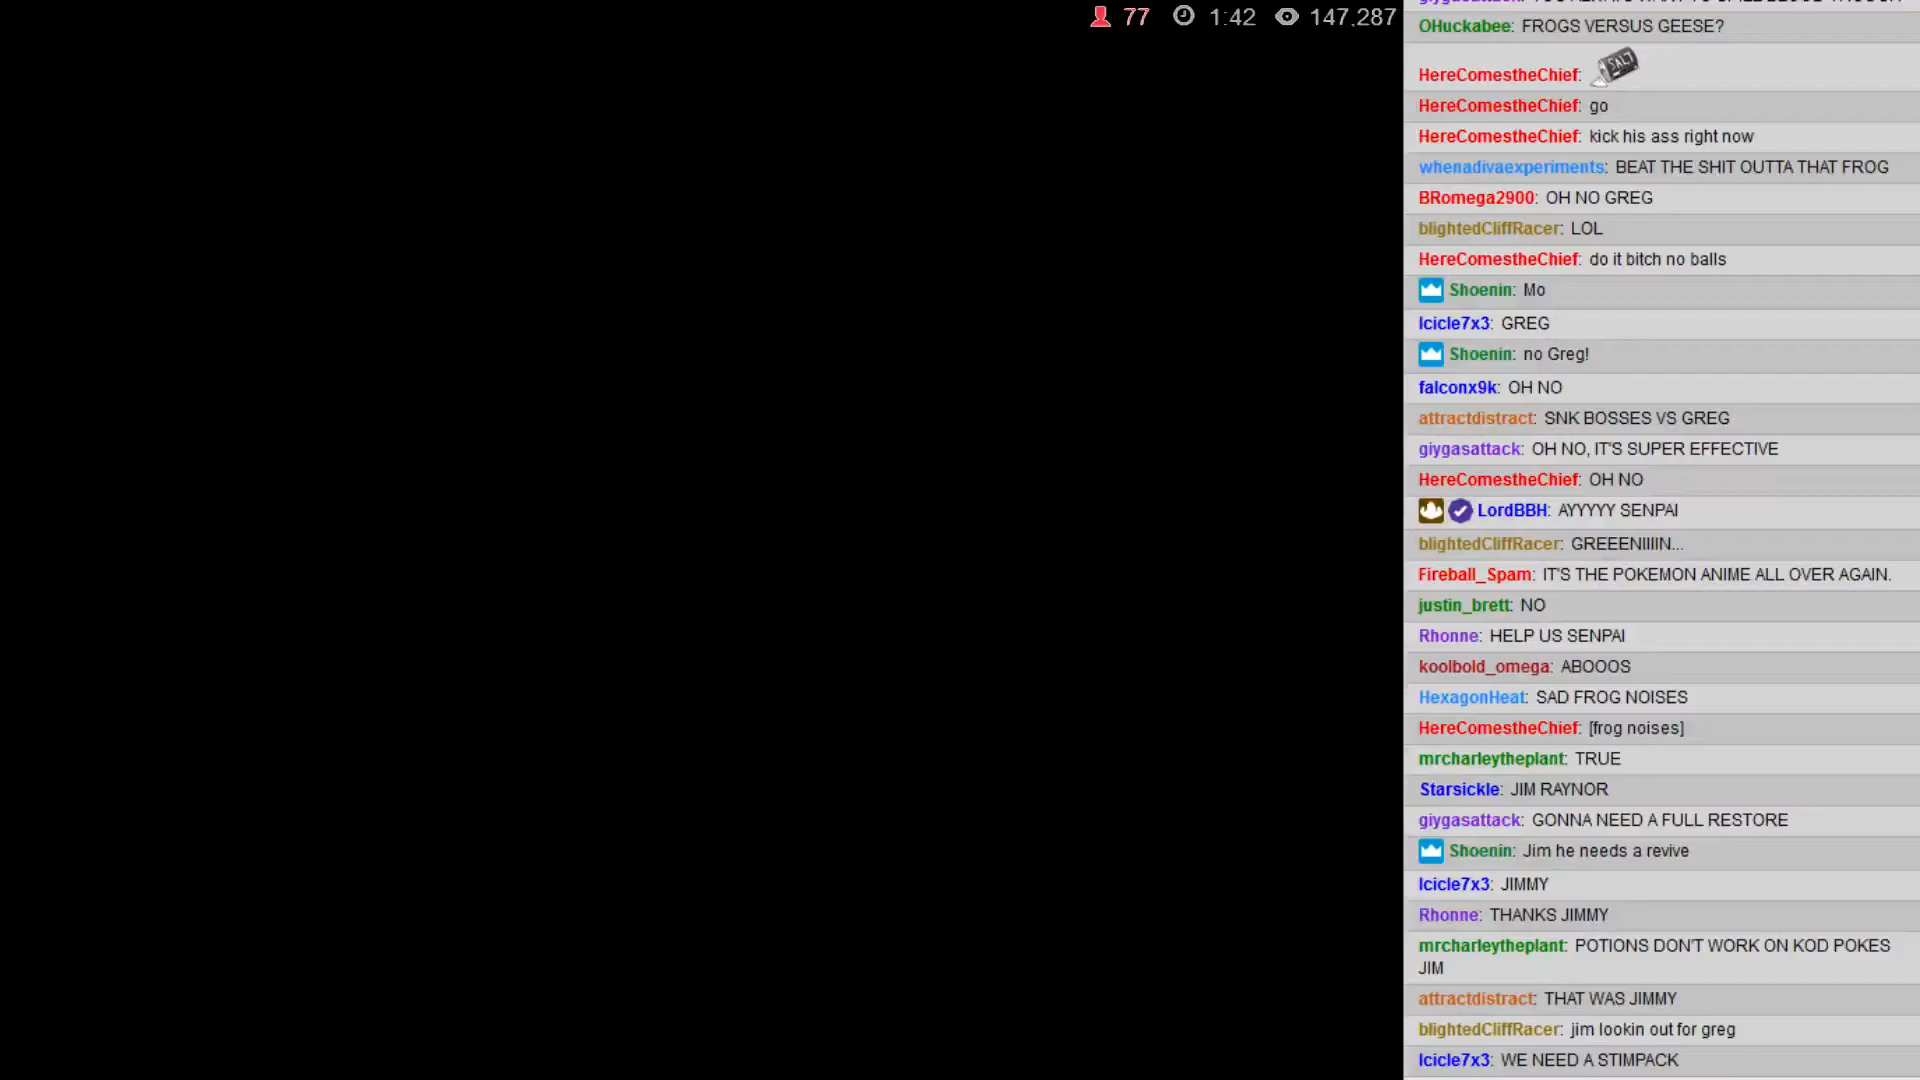 77 1:42 147,287
OHuckabee: FROGS VERSUS GEESE?
HereComestheChief: SALT
HereComestheChief: go
HereComestheChief: kick his ass right now
whenadivaexperiments: BEAT THE SHIT OUTTA THAT FROG
BRomega2900: OH NO GREG
blightedCliffRacer: LOL
HereComestheChief: do it bitch no balls
Shoenin: Mo
Icicle7x3: GREG
Shoenin: no Greg!
falconx9k: OH NO
attractdistract: SNK BOSSES VS GREG
giygasattack: OH NO, IT'S SUPER EFFECTIVE
HereComestheChief: OH NO
LordBBH: AYYYYY SENPAI
blightedCliffRacer: GREEENIIIIN...
Fireball_Spam: IT'S THE POKEMON ANIME ALL OVER AGAIN.
justin_brett: NO
Rhonne: HELP US SENPAI
koolbold_omega: ABOOOS
HexagonHeat: SAD FROG NOISES
HereComestheChief: [frog noises]
mrcharleytheplant: TRUE
Starsickle: JIM RAYNOR
giygasattack: GONNA NEED A FULL RESTORE
Shoenin: Jim he needs a revive
Icicle7x3: JIMMY
Rhonne: THANKS JIMMY
mrcharleytheplant: POTIONS DON'T WORK ON KOD POKES
JIM
attractdistract: THAT WAS JIMMY
blightedCliffRacer: jim lookin out for greg
Icicle7x3: WE NEED A STIMPACK